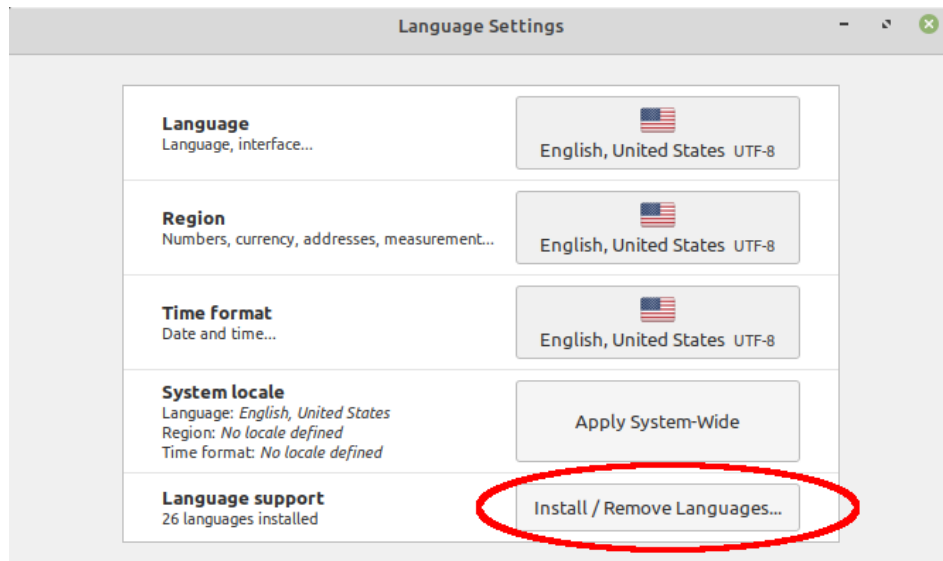 Language Settings
Language
Language, interface...
English, United States UTF-8
Region
Numbers, currency, addresses, measurement...
English, United States UTF-8
Time format
Date and time...
English, United States UTF-8
System locale
Language: English, United States
Region: No locale defined
Time format: No locale defined
Apply System-Wide
Language support
26 languages installed
Install / Remove Languages...